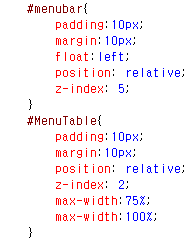 #menubar{
padding:10px;
margin:10px;
float:left;
position: relative;
z-index: 5;
}
#MenuTable{
padding:10px;
margin:10px;
position: relative;
z-index: 2;
max-width:75%;
max-width:100%;
}